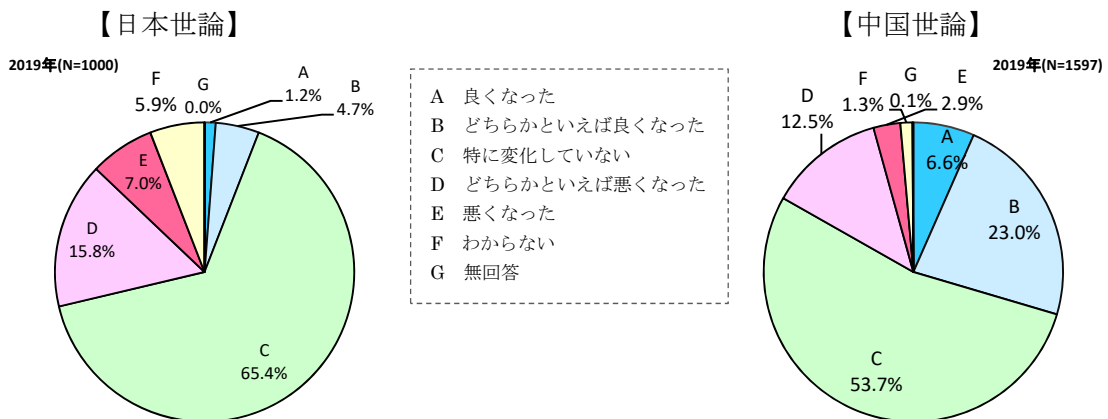 【日本世論】
2019年(N=1000)
A
1.2%
B
4.7%
C
65.4%
D
15.8%
E
7.0%
F
5.9%
G
0.0%
A 良くなった
B どちらかといえば良くなった
C 特に変化していない
D どちらかといえば悪くなった
E 悪くなった
F わからない
G 無回答
【中国世論】
2019年(N=1597)
A
6.6%
B
23.0%
C
53.7%
D
12.5%
E
2.9%
F
1.3%
G
0.1%